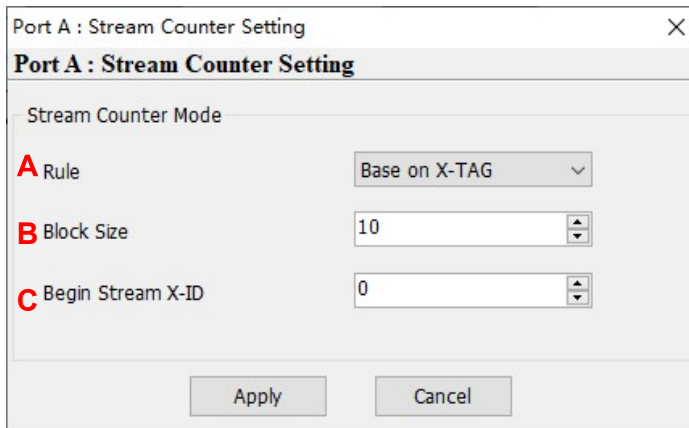 Port A : Stream Counter Setting
Port A : Stream Counter Setting
Stream Counter Mode
A Rule Base on X-TAG
B Block Size 10
C Begin Stream X-ID 0
Apply Cancel